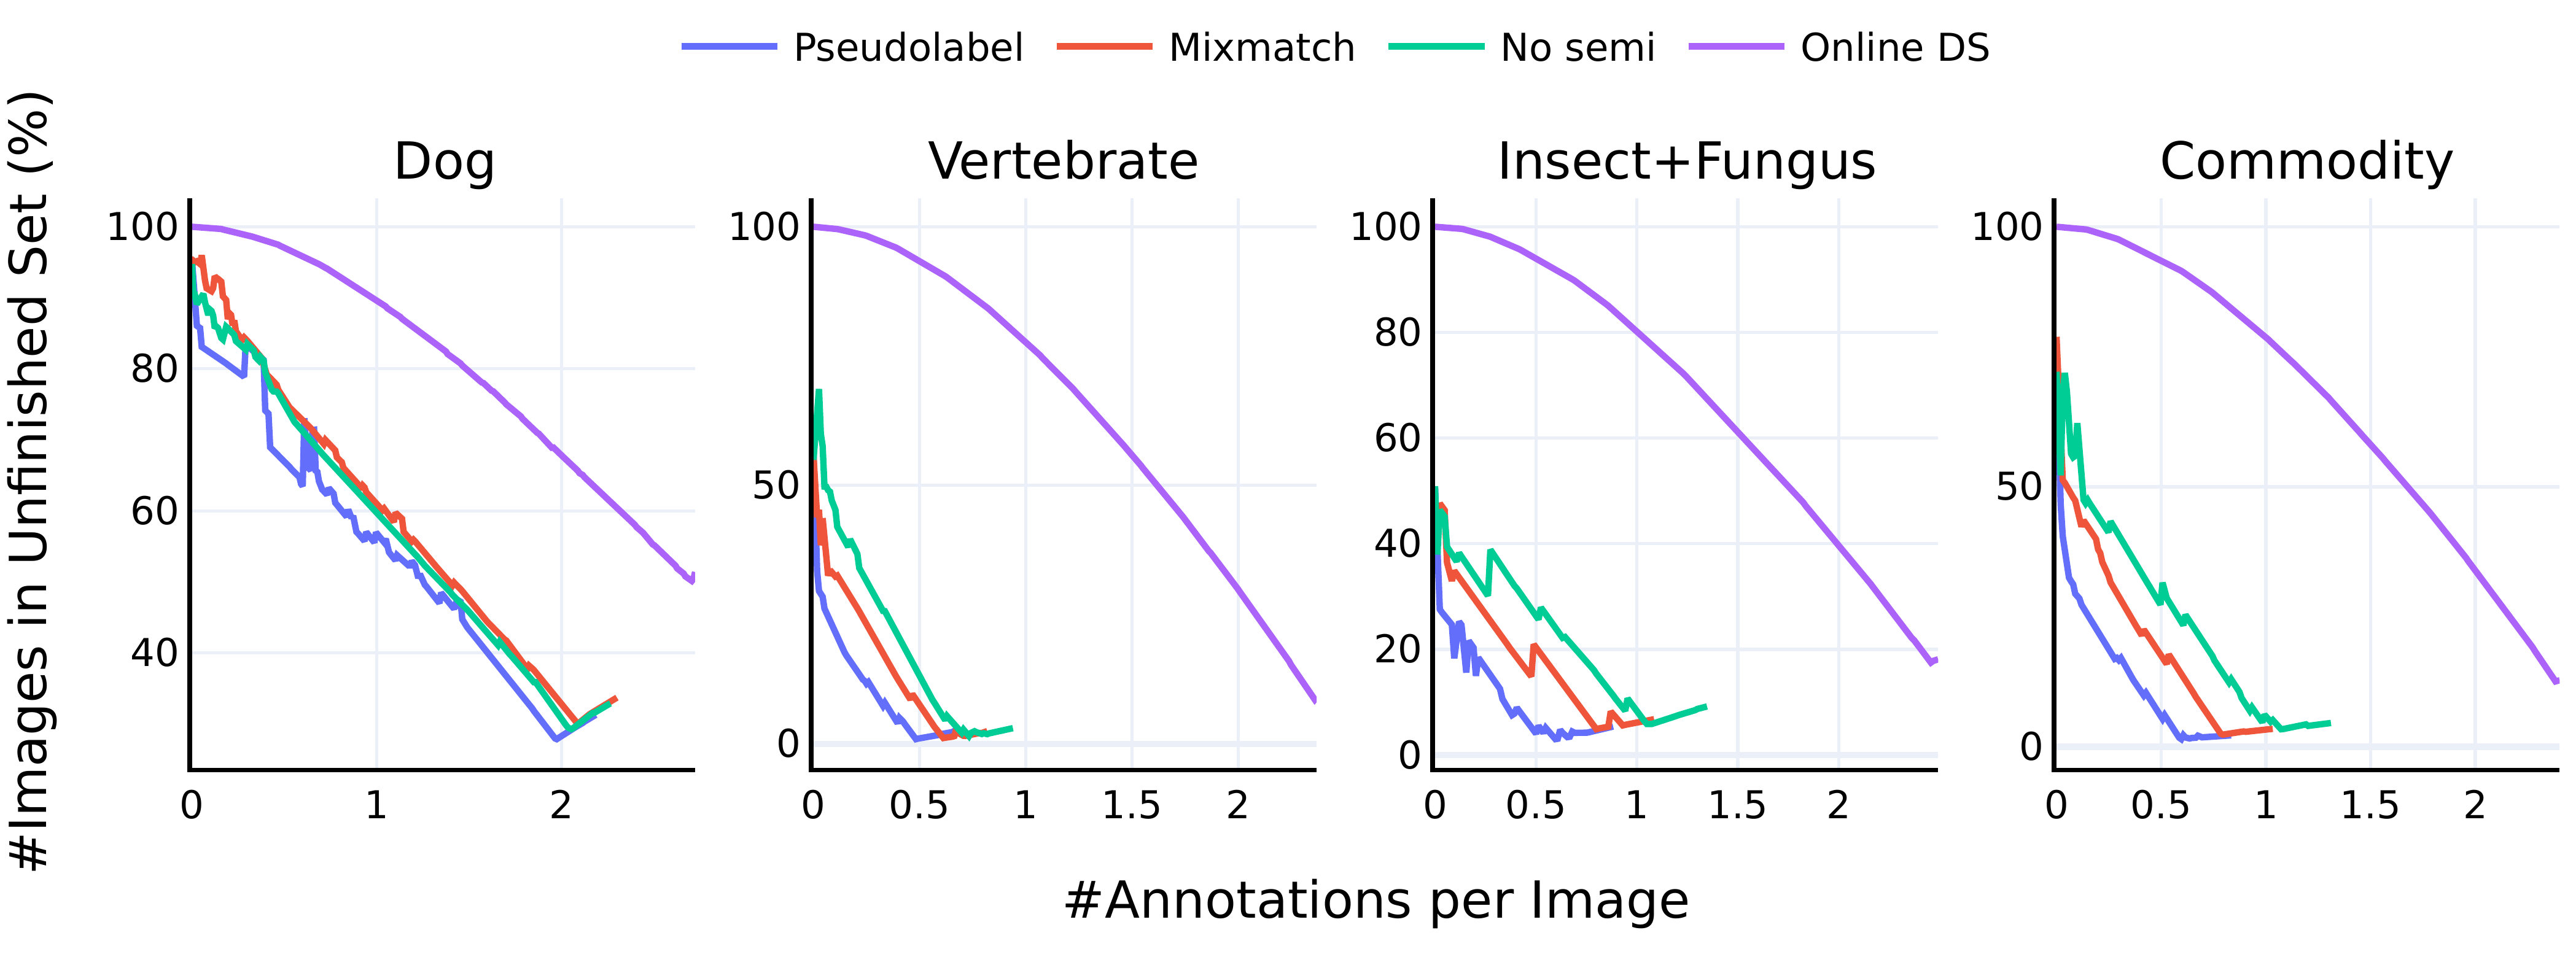 Pseudolabel Mixmatch No semi Online DS
#Images in Unfinished Set (%)
Dog Vertebrate Insect+Fungus Commodity
100
80
60
40
0 1 2
100
50
0
0 0.5 1 1.5 2
100
80
60
40
20
0
0 0.5 1 1.5 2
100
50
0
0 0.5 1 1.5 2
#Annotations per Image